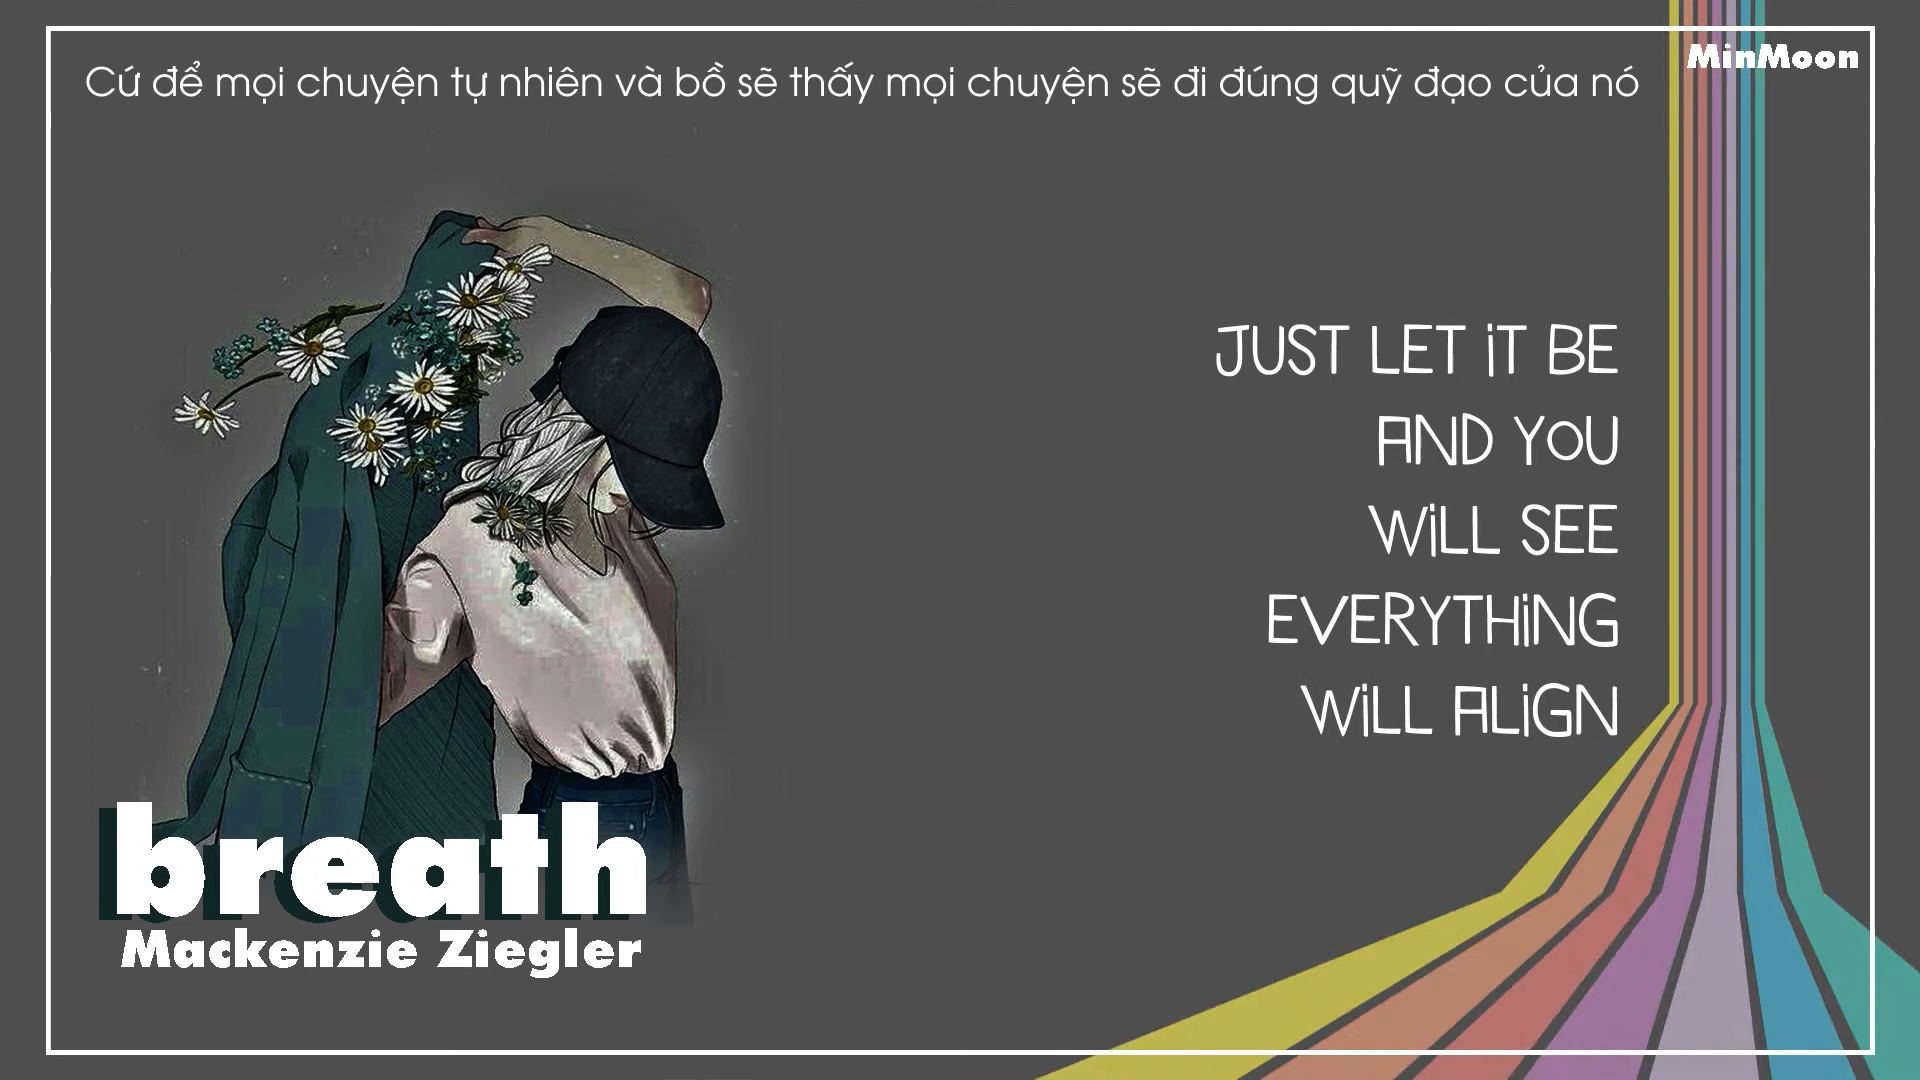 MinMoon
Cứ để mọi chuyện tự nhiên và bồ sẽ thấy mọi chuyện sẽ đi đúng quỹ đạo của nó
JUST LET iT BE
AND YOU
WiLL SEE
EVERYTHiNG
WiLL ALiGN
breath
Mackenzie Ziegler